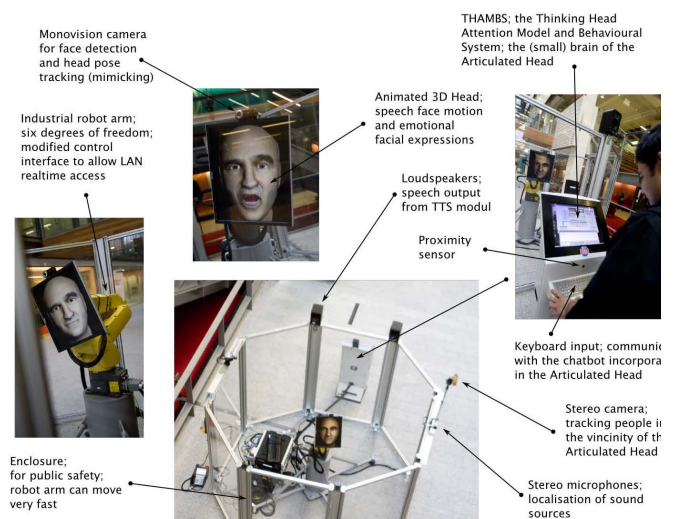 Monovision camera
for face detection
and head pose
tracking (mimicking)
THAMBS; the Thinking Head
Attention Model and Behavioural
System; the (small) brain of the
Articulated Head
Industrial robot arm;
six degrees of freedom;
modified control
interface to allow LAN
realtime access
Animated 3D Head;
speech face motion
and emotional
facial expressions
Loudspeakers;
speech output
from TTS modul
Proximity
sensor
Keyboard input; communic
with the chatbot incorpora
in the Articulated Head
Stereo camera;
tracking people i
the vincinity of th
Articulated Head
Enclosure;
for public safety;
robot arm can move
very fast
Stereo microphones;
localisation of sound
sources